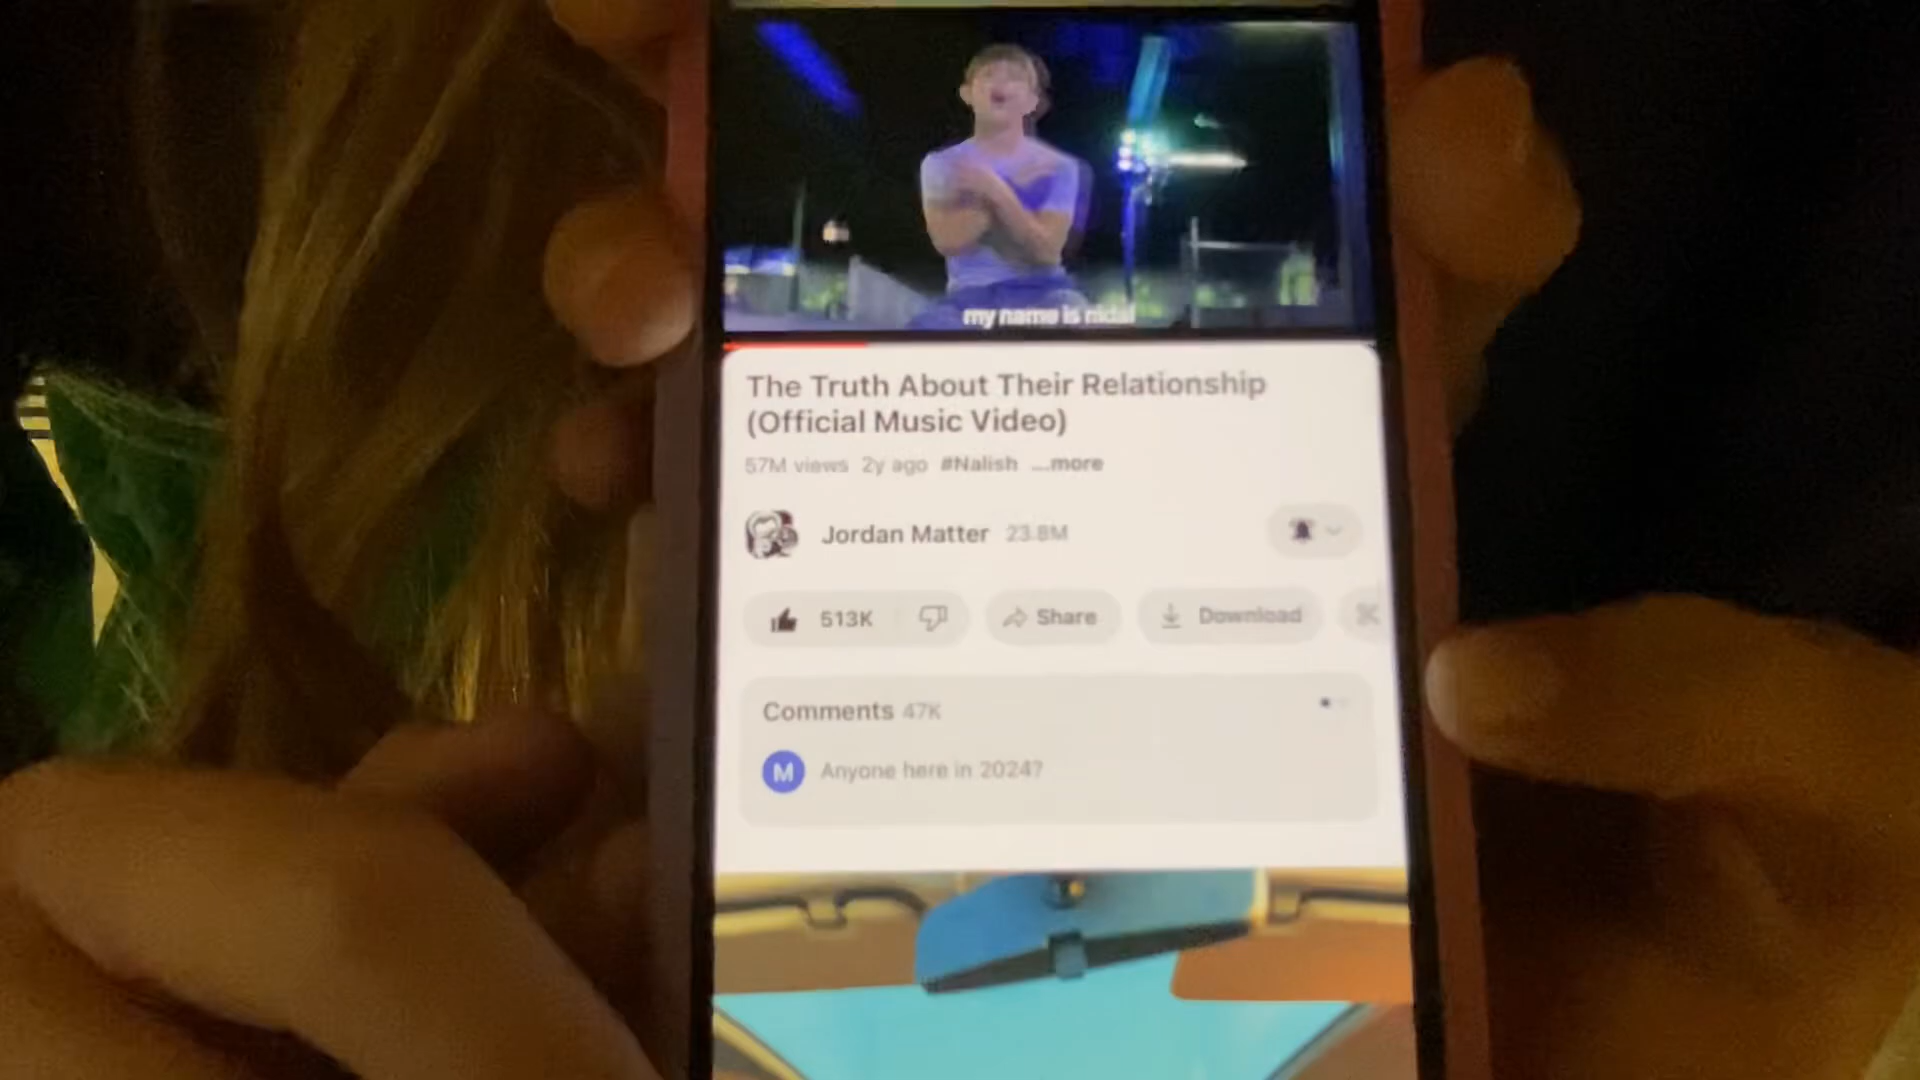 my name is nidal
The Truth About Their Relationship
(Official Music Video)
57M views 2y ago #Nalish ...more
Jordan Matter 23.8M
513K Share Download
Comments 47K
M Anyone here in 2024?